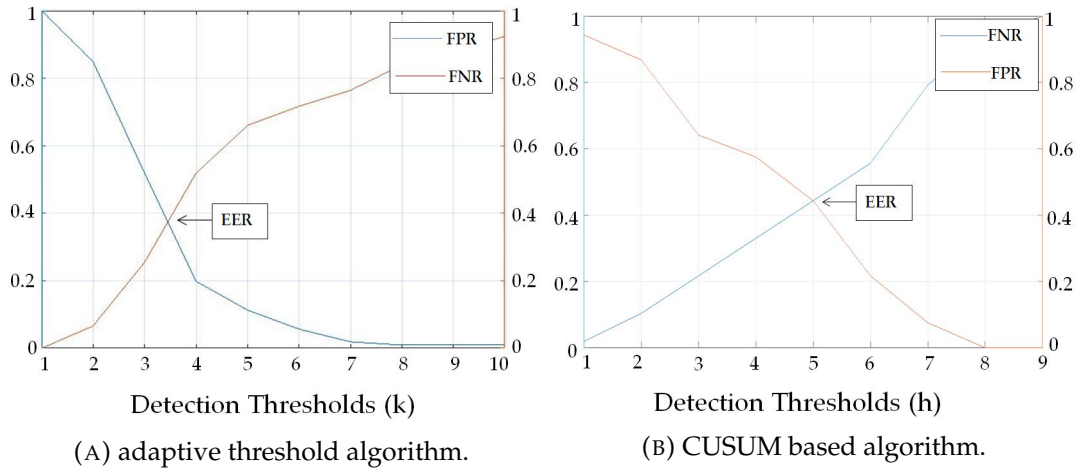 1
0.8
0.6
0.4
0.2
0
1
0.8
0.6
0.4
0.2
0
FPR
FNR
EER
1 2 3 4 5 6 7 8 9 10
Detection Thresholds (k)
(A) adaptive threshold algorithm.
1
0.8
0.6
0.4
0.2
0
1
0.8
0.6
0.4
0.2
0
FNR
FPR
EER
1 2 3 4 5 6 7 8 9
Detection Thresholds (h)
(B) CUSUM based algorithm.